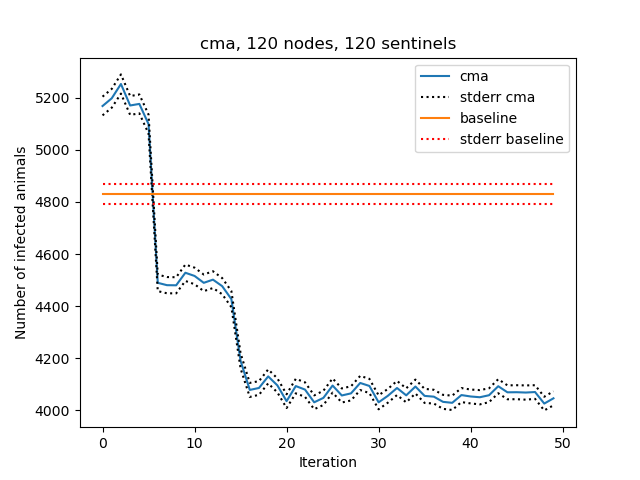 cma, 120 nodes, 120 sentinels
Number of infected animals
5200
5000
4800
4600
4400
4200
4000
cma
stderr cma
baseline
stderr baseline
0 10 20 30 40 50
Iteration